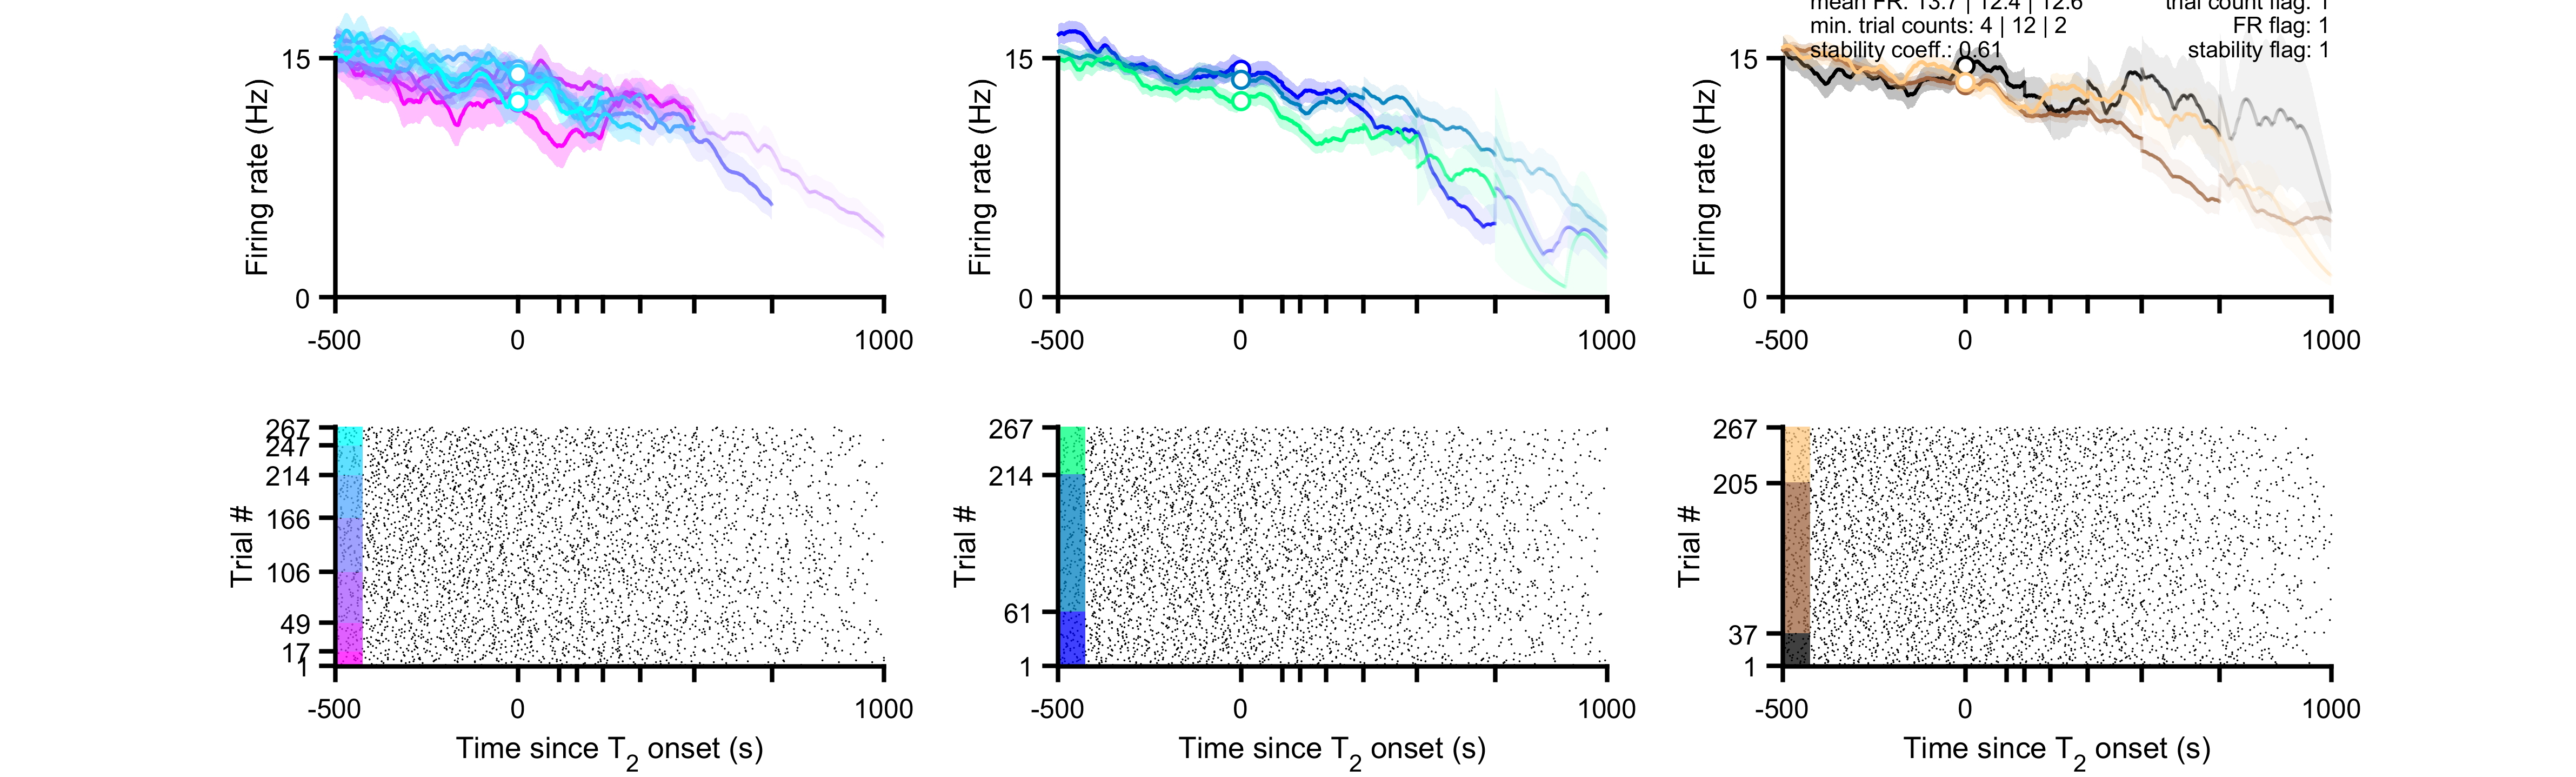 mean FR: 13.7 | 12.4 | 12.6
trial count flag: 1
min. trial counts: 4 | 12 | 2
FR flag: 1
stability coeff.: 0.61
stability flag: 1
15
Firing rate (Hz)
0
-500
0
1000
15
Firing rate (Hz)
0
-500
0
1000
15
Firing rate (Hz)
0
-500
0
1000
267
247
214
166
106
49
17
1
Trial #
-500
0
1000
Time since T2 onset (s)
267
214
61
1
Trial #
-500
0
1000
Time since T2 onset (s)
267
205
37
1
Trial #
-500
0
1000
Time since T2 onset (s)